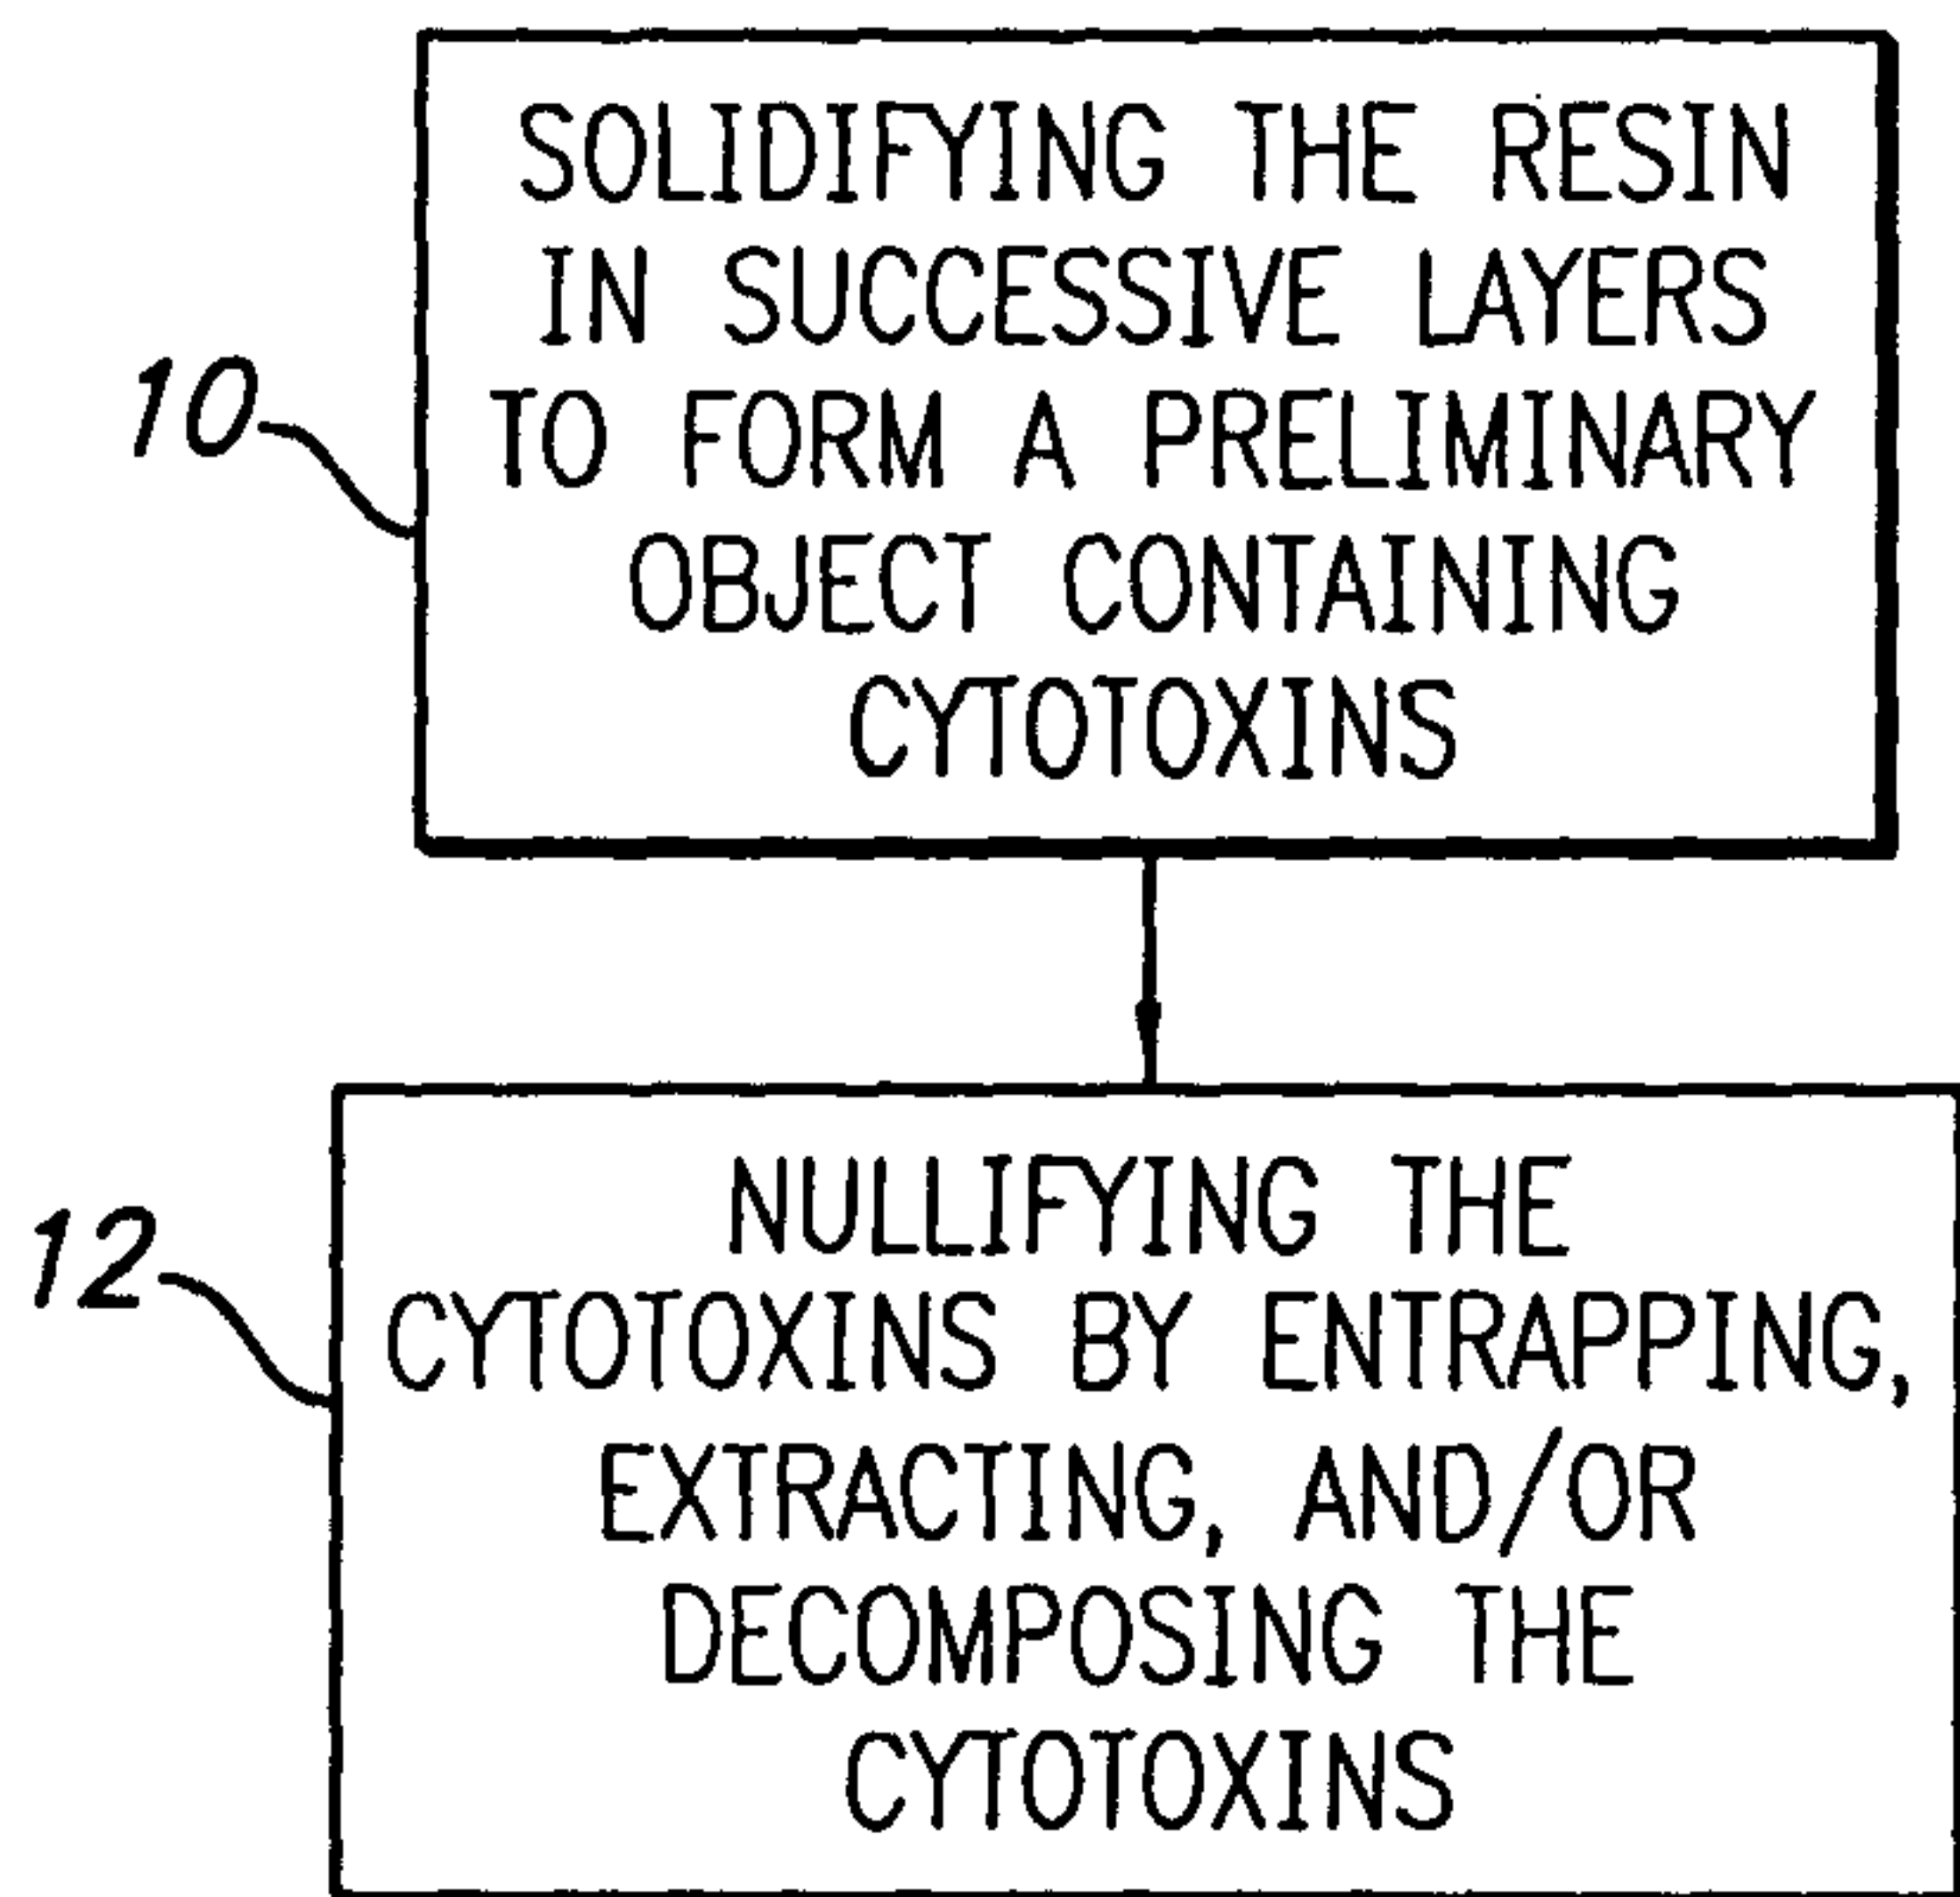 SOLIDIFYING THE RESIN
IN SUCCESSIVE LAYERS
TO FORM A PRELIMINARY
OBJECT CONTAINING
CYTOTOXINS
10
NULLIFYING THE
CYTOTOXINS BY ENTRAPPING,
EXTRACTING, AND/OR
DECOMPOSING THE
CYTOTOXINS
12